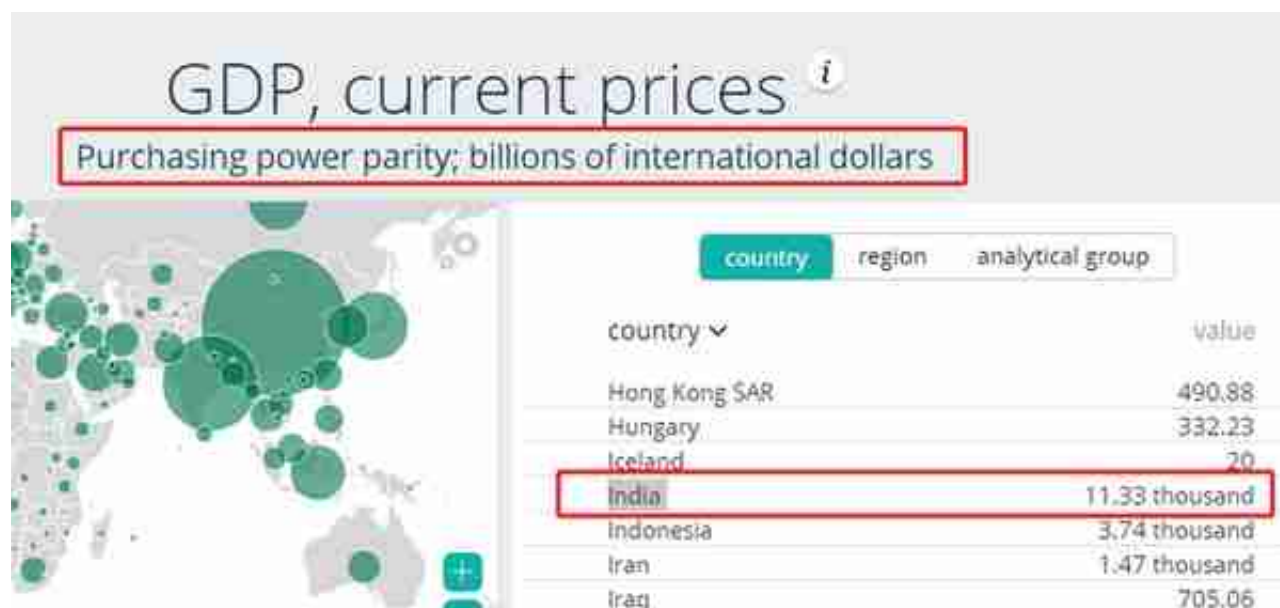 GDP, current prices i
Purchasing power parity; billions of international dollars
country region analytical group
country value
Hong Kong SAR 490.88
Hungary 332.23
Iceland 20
India 11.33 thousand
Indonesia 3.74 thousand
Iran 1.47 thousand
Iraq 705.06
+